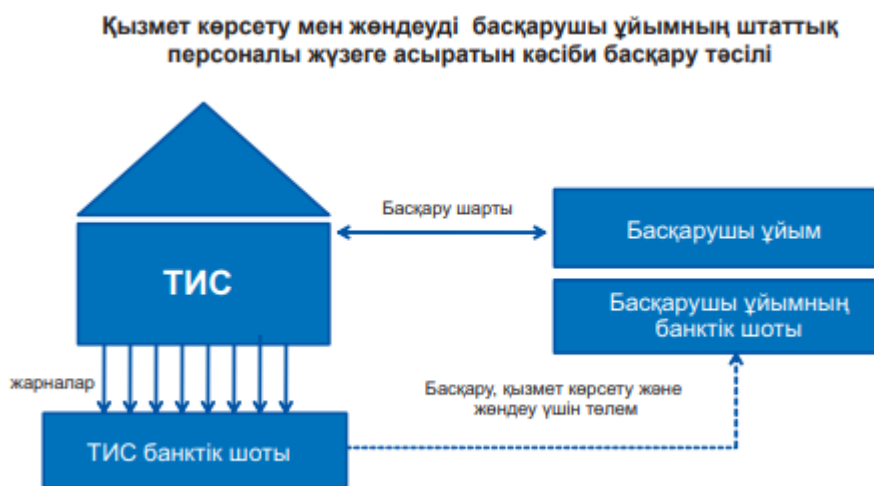 Қызмет көрсету мен жөндеуді басқарушы ұйымның штаттық
персоналы жүзеге асыратын кәсіби басқару тәсілі
Басқару шарты
Басқарушы ұйым
ТИС
Басқарушы ұйымның
банктік шоты
жарналар
Басқару, қызмет көрсету және
жөндеу үшін төлем
ТИС банктік шоты